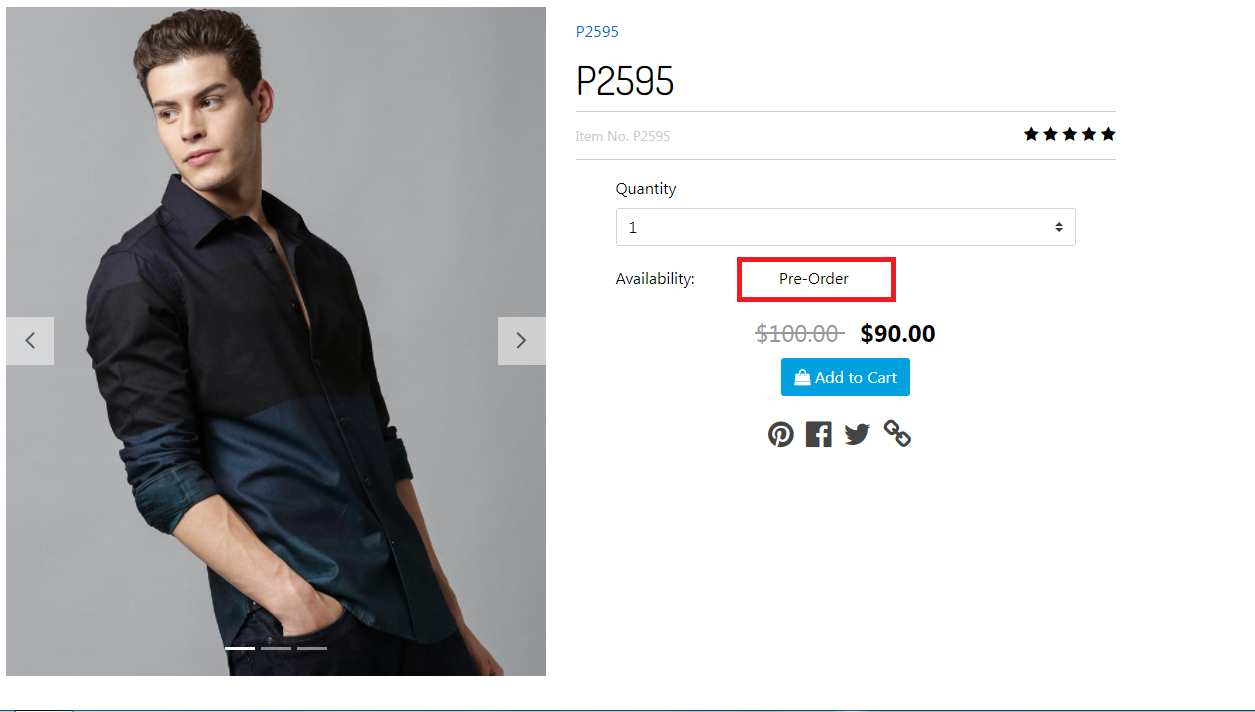 P2595
P2595
Item No. P2595
Quantity
1
Availability: Pre-Order
$100.00 $90.00
Add to Cart